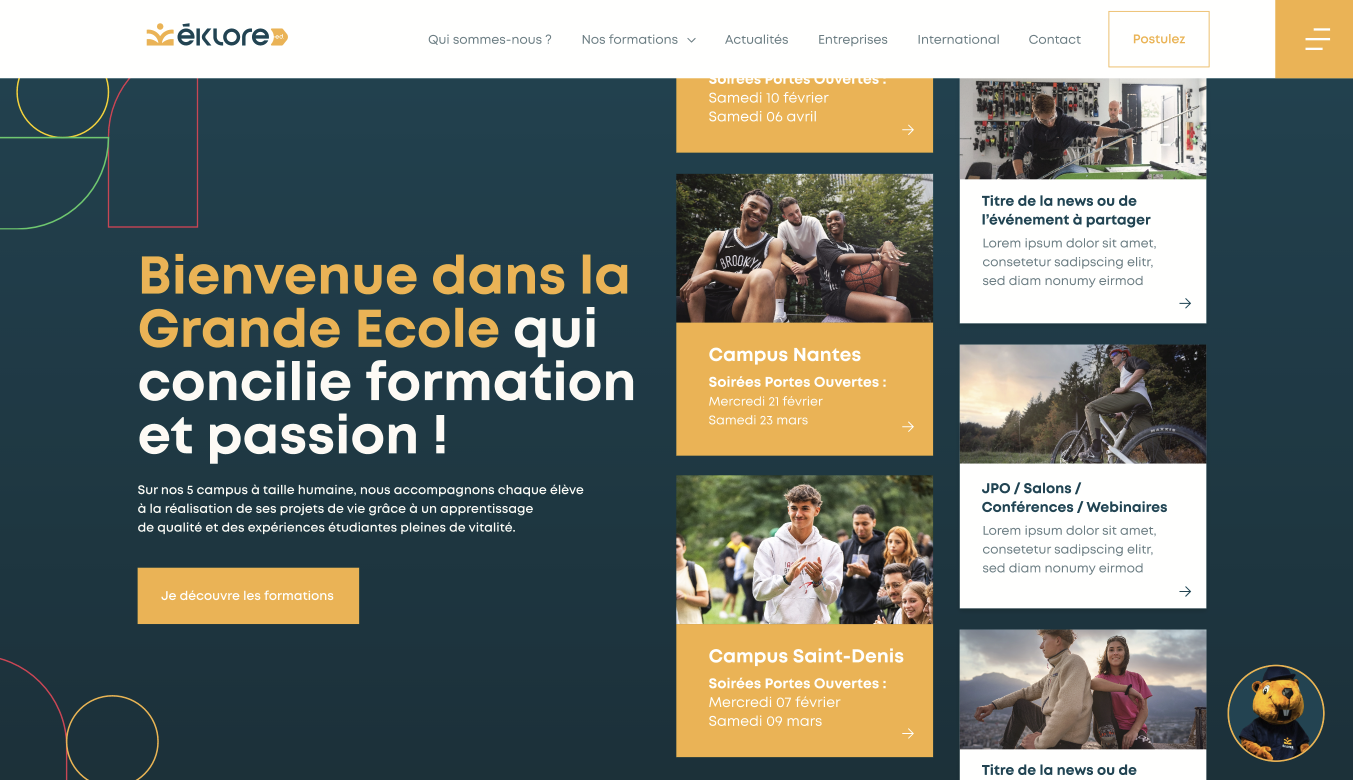 éklore ed
Qui sommes-nous ?
Nos formations
Actualités
Entreprises
International
Contact
Postulez
Bienvenue dans la
Grande Ecole qui
concilie formation
et passion !
Sur nos 5 campus à taille humaine, nous accompagnons chaque élève
à la réalisation de ses projets de vie grâce à un apprentissage
de qualité et des expériences étudiantes pleines de vitalité.
Je découvre les formations
Soirées Portes Ouvertes :
Samedi 10 février
Samedi 06 avril
BROOKLYN
Campus Nantes
Soirées Portes Ouvertes :
Mercredi 21 février
Samedi 23 mars
Campus Saint-Denis
Soirées Portes Ouvertes :
Mercredi 07 février
Samedi 09 mars
Titre de la news ou de
l'événement à partager
Lorem ipsum dolor sit amet,
consetetur sadipscing elitr,
sed diam nonumy eirmod
JPO / Salons /
Conférences / Webinaires
Lorem ipsum dolor sit amet,
consetetur sadipscing elitr,
sed diam nonumy eirmod
Titre de la news ou de